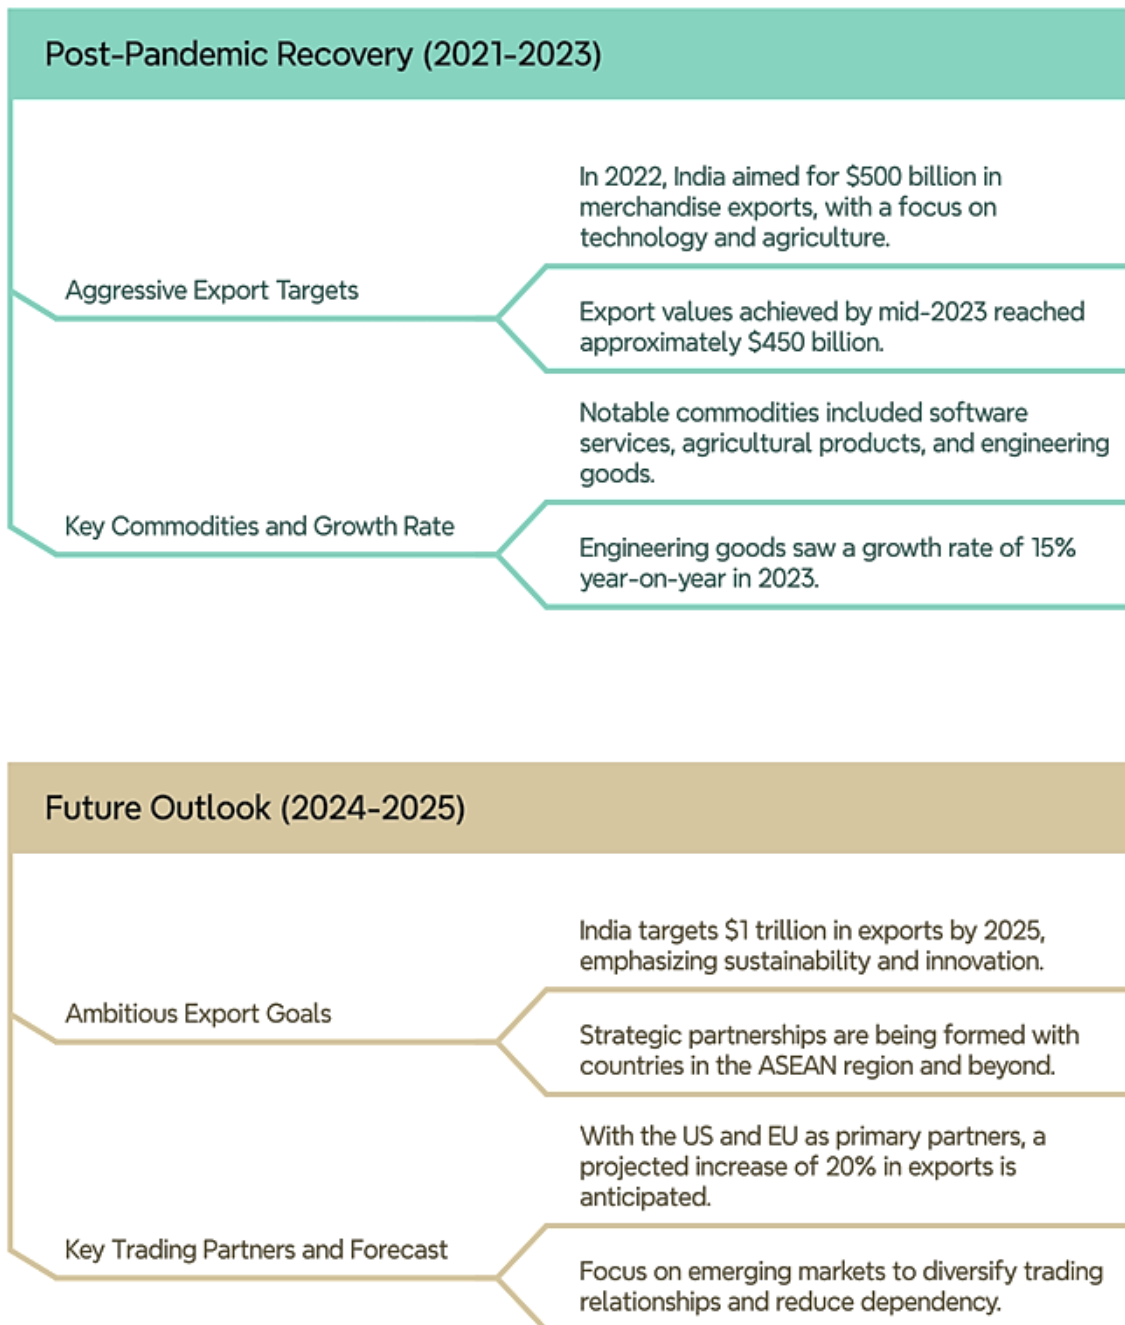 Post-Pandemic Recovery (2021-2023)
In 2022, India aimed for $500 billion in
merchandise exports, with a focus on
technology and agriculture.
Aggressive Export Targets
Export values achieved by mid-2023 reached
approximately $450 billion.
Notable commodities included software
services, agricultural products, and engineering
goods.
Key Commodities and Growth Rate
Engineering goods saw a growth rate of 15%
year-on-year in 2023.
Future Outlook (2024-2025)
India targets $1 trillion in exports by 2025,
emphasizing sustainability and innovation.
Ambitious Export Goals
Strategic partnerships are being formed with
countries in the ASEAN region and beyond.
With the US and EU as primary partners, a
projected increase of 20% in exports is
anticipated.
Key Trading Partners and Forecast
Focus on emerging markets to diversify trading
relationships and reduce dependency.